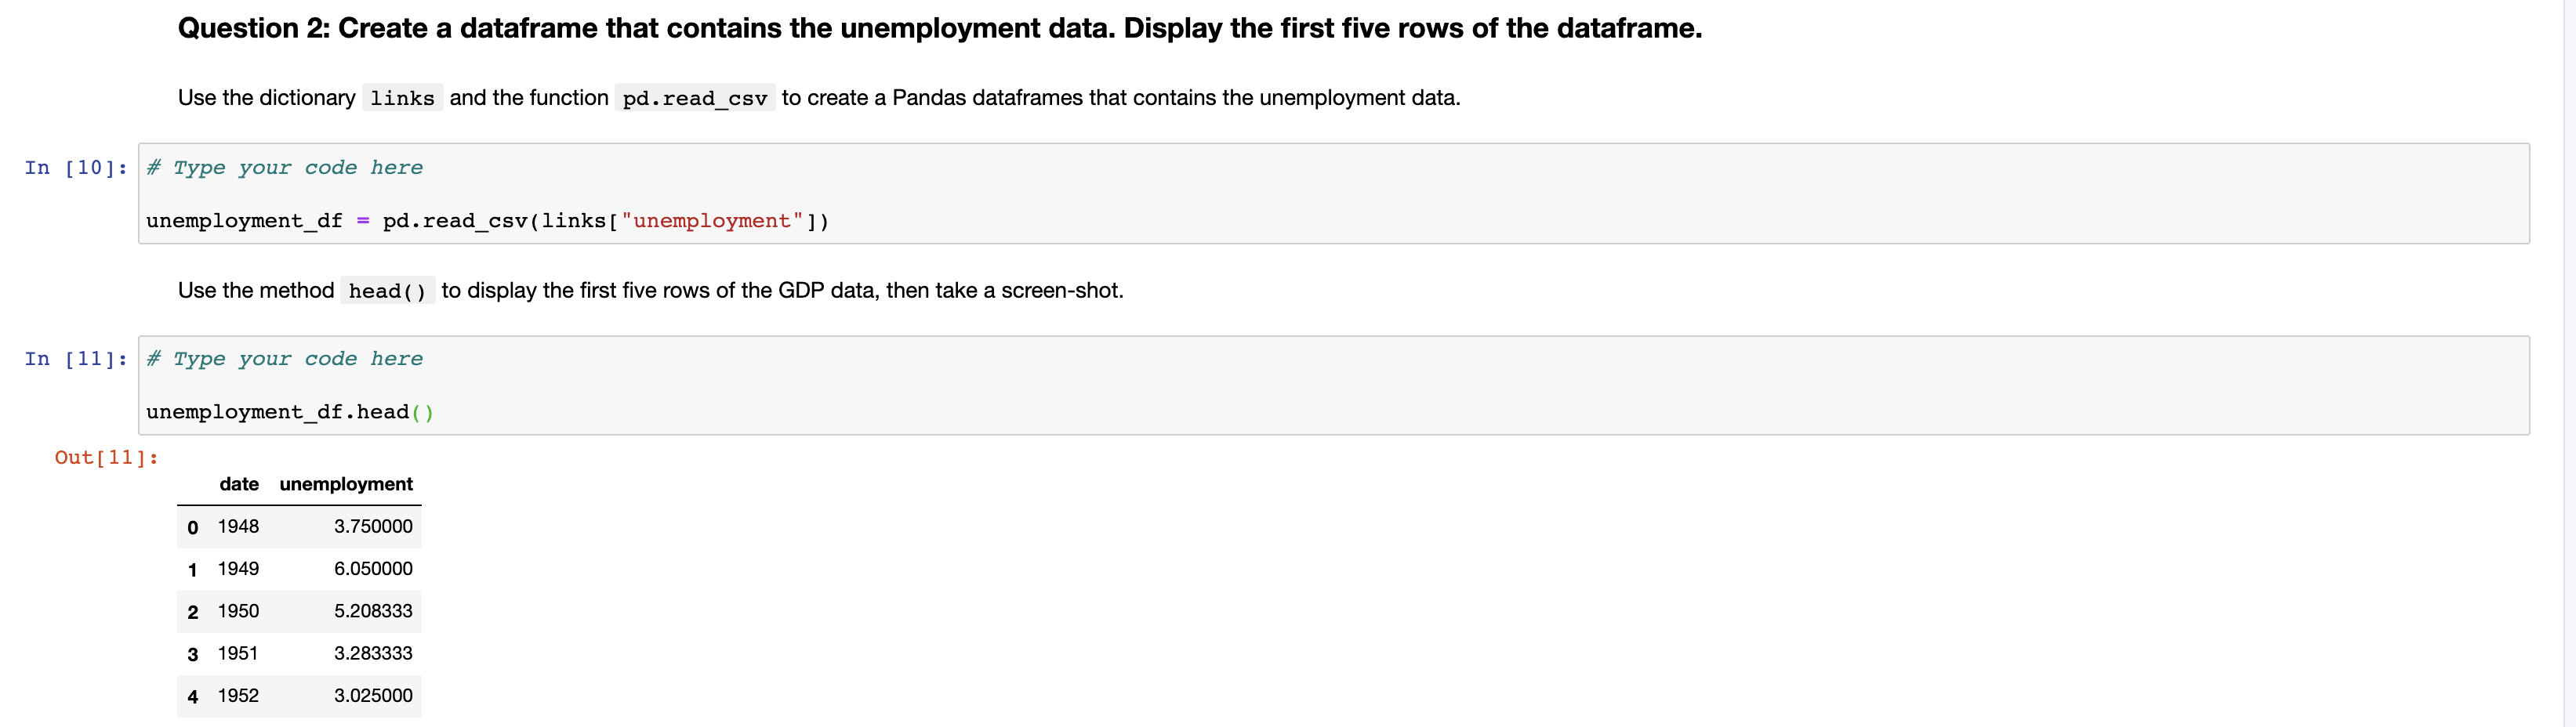 Question 2: Create a dataframe that contains the unemployment data. Display the first five rows of the dataframe.
Use the dictionary links and the function pd.read_csv to create a Pandas dataframes that contains the unemployment data.
In [10]: # Type your code here
unemployment_df = pd.read_csv(links["unemployment"])
Use the method head() to display the first five rows of the GDP data, then take a screen-shot.
In [11]: # Type your code here
unemployment_df.head()
Out[11]:
date unemployment
0 1948 3.750000
1 1949 6.050000
2 1950 5.208333
3 1951 3.283333
4 1952 3.025000